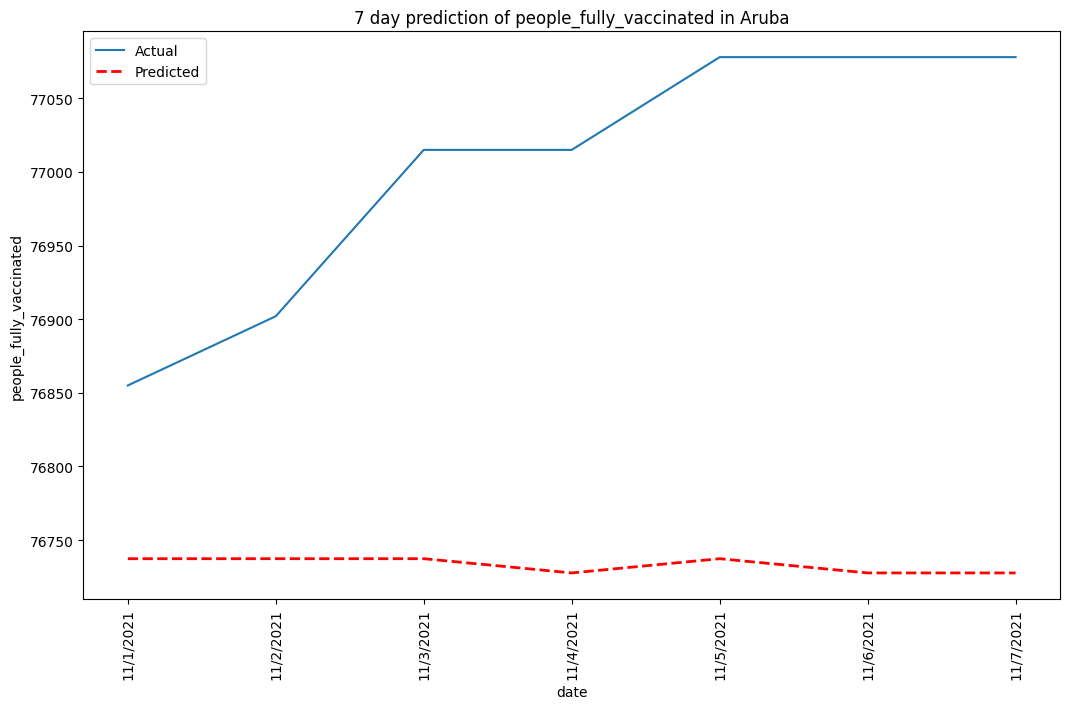 7 day prediction of people_fully_vaccinated in Aruba
Actual
Predicted
77050
77000
76950
76900
76850
76800
76750
people_fully_vaccinated
11/1/2021
11/2/2021
11/3/2021
11/4/2021
11/5/2021
11/6/2021
11/7/2021
date